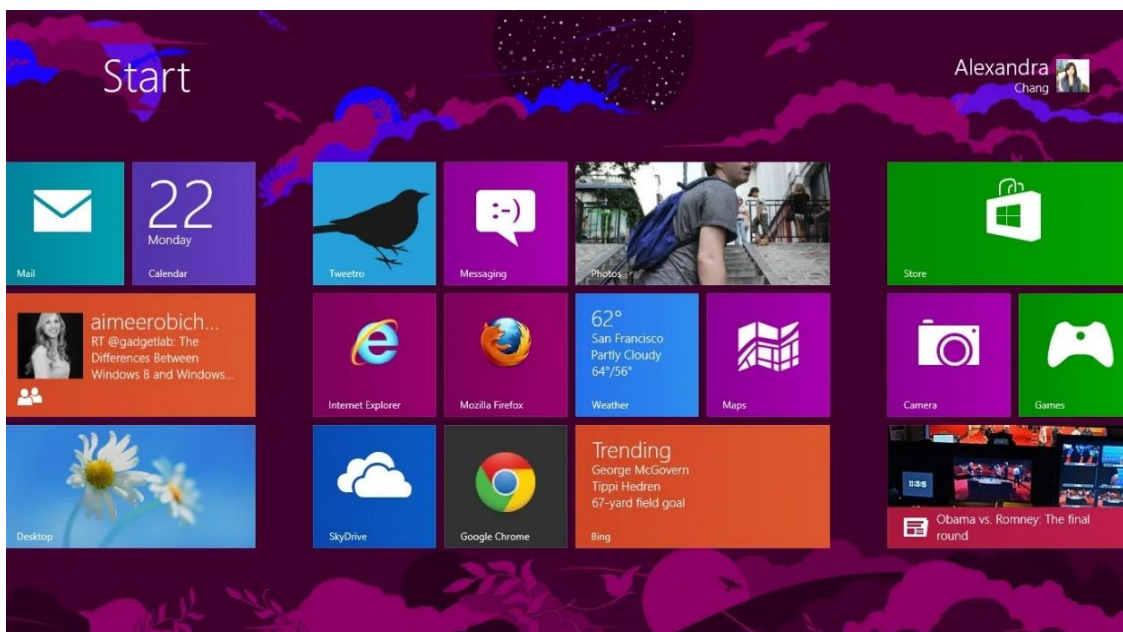 Start
Alexandra
Chang
Mail
22
Monday
Calendar
Tweetro
:-)
Messaging
Photos
Store
aimeerobich...
RT @gadgetlab: The
Differences Between
Windows 8 and Windows...
Internet Explorer
Mozilla Firefox
62°
San Francisco
Partly Cloudy
64°/56°
Weather
Maps
Camera
Games
Desktop
SkyDrive
Google Chrome
Trending
George McGovern
Tippi Hedren
67-yard field goal
Bing
Obama vs. Romney: The final
round